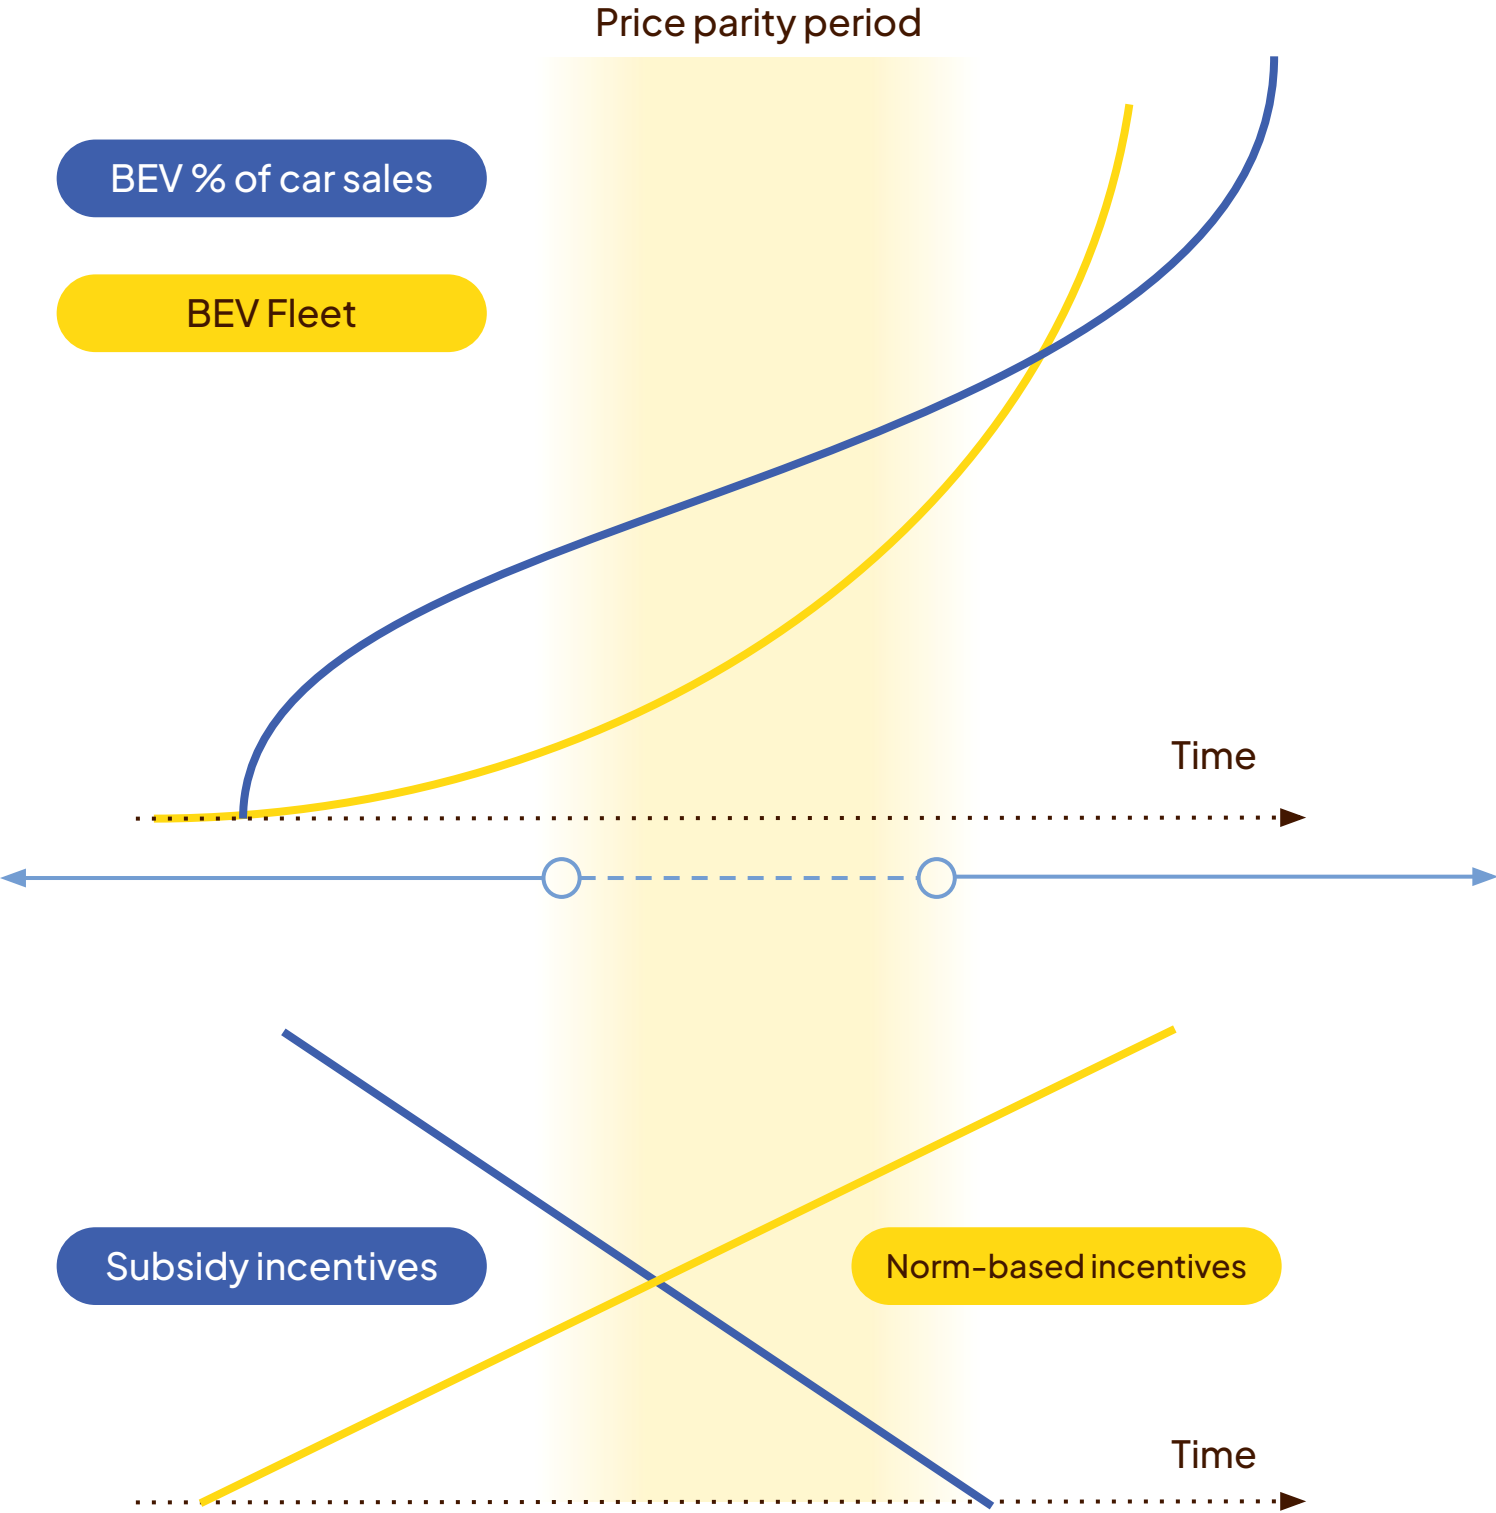 Price parity period
BEV % of car sales
BEV Fleet
Time
Subsidy incentives
Norm-based incentives
Time